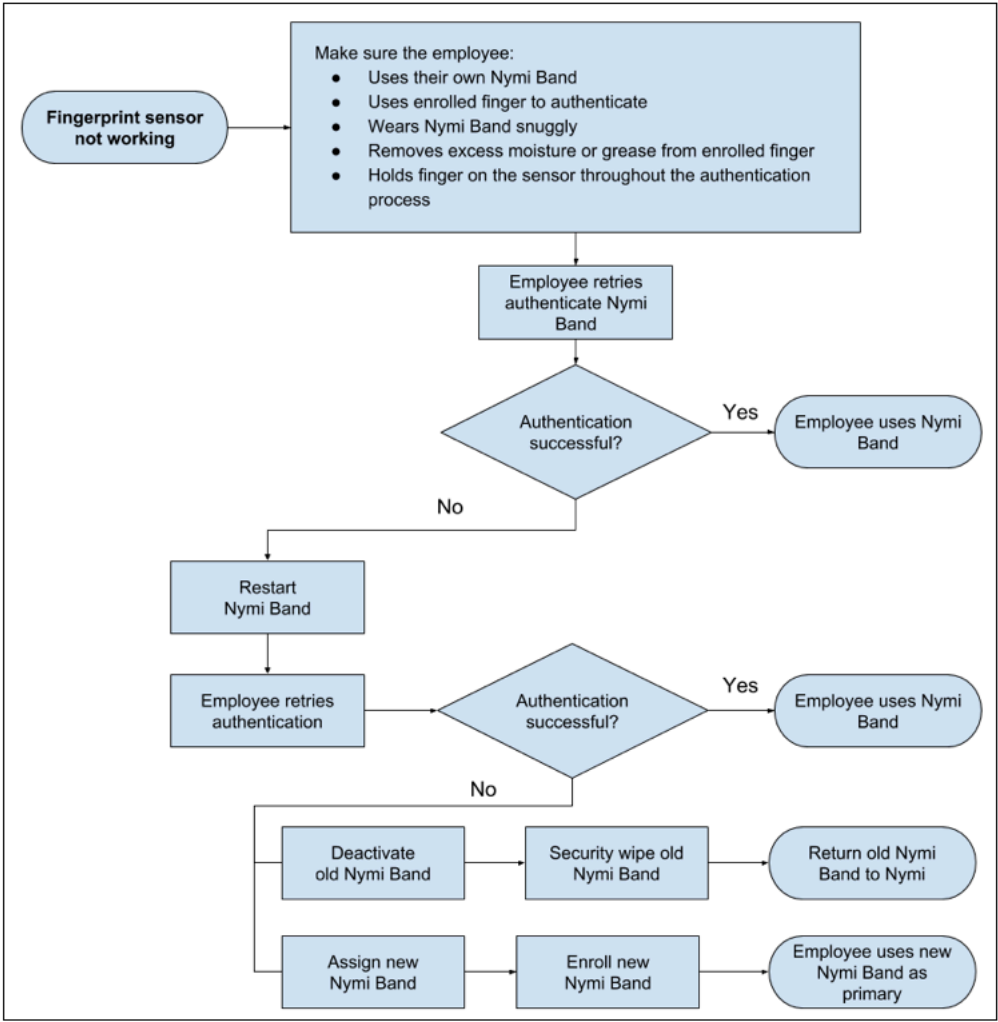 Make sure the employee:
● Uses their own Nymi Band
● Uses enrolled finger to authenticate
● Wears Nymi Band snuggly
● Removes excess moisture or grease from enrolled finger
● Holds finger on the sensor throughout the authentication
process
Fingerprint sensor
not working
Employee retries
authenticate Nymi
Band
Authentication
successful?
Yes
Employee uses Nymi
Band
No
Restart
Nymi Band
Employee retries
authentication
Authentication
successful?
Yes
Employee uses Nymi
Band
No
Deactivate
old Nymi Band
Security wipe old
Nymi Band
Return old Nymi
Band to Nymi
Assign new
Nymi Band
Enroll new
Nymi Band
Employee uses new
Nymi Band as
primary